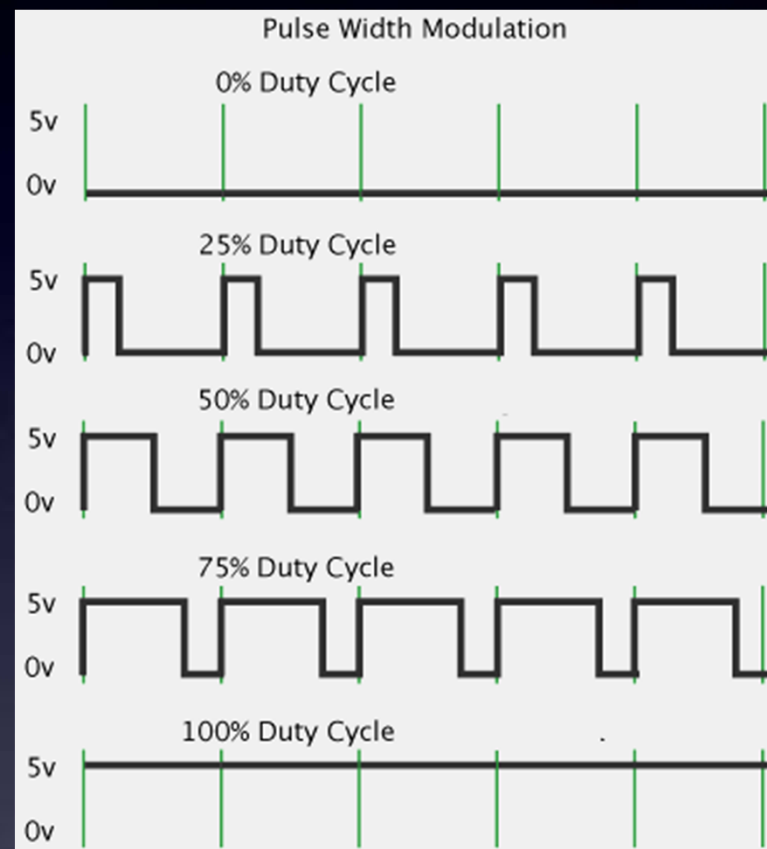 Pulse Width Modulation
0% Duty Cycle
5v
0v
25% Duty Cycle
5v
0v
50% Duty Cycle
5v
0v
75% Duty Cycle
5v
0v
100% Duty Cycle
5v
0v